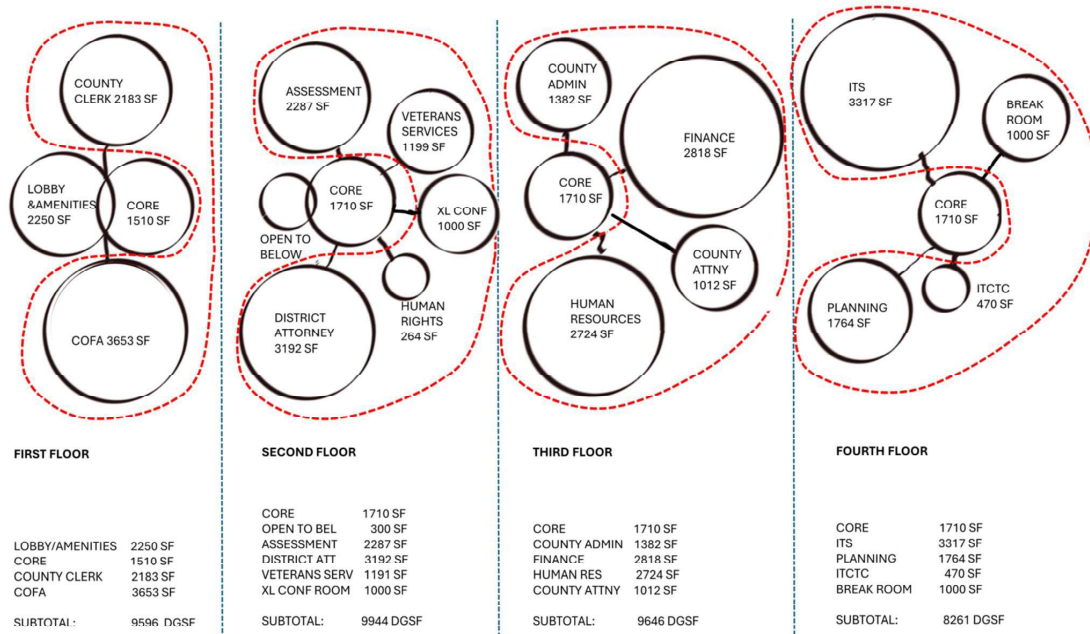 COUNTY
CLERK 2183 SF
LOBBY
&AMENITIES
2250 SF
CORE
1510 SF
COFA 3653 SF
ASSESSMENT
2287 SF
VETERANS
SERVICES
1199 SF
CORE
1710 SF
XL CONF
1000 SF
OPEN TO
BELOW
HUMAN
RIGHTS
264 SF
DISTRICT
ATTORNEY
3192 SF
COUNTY
ADMIN
1382 SF
FINANCE
2818 SF
CORE
1710 SF
COUNTY
ATTNY
1012 SF
HUMAN
RESOURCES
2724 SF
ITS
3317 SF
BREAK
ROOM
1000 SF
CORE
1710 SF
ITCTC
470 SF
PLANNING
1764 SF
FIRST FLOOR
LOBBY/AMENITIES 2250 SF
CORE 1510 SF
COUNTY CLERK 2183 SF
COFA 3653 SF
SUBTOTAL: 9596 DGSF
SECOND FLOOR
CORE 1710 SF
OPEN TO BEL 300 SF
ASSESSMENT 2287 SF
DISTRICT ATT 3192 SF
VETERANS SERV 1191 SF
XL CONF ROOM 1000 SF
SUBTOTAL: 9944 DGSF
THIRD FLOOR
CORE 1710 SF
COUNTY ADMIN 1382 SF
FINANCE 2818 SF
HUMAN RES 2724 SF
COUNTY ATTNY 1012 SF
SUBTOTAL: 9646 DGSF
FOURTH FLOOR
CORE 1710 SF
ITS 3317 SF
PLANNING 1764 SF
ITCTC 470 SF
BREAK ROOM 1000 SF
SUBTOTAL: 8261 DGSF